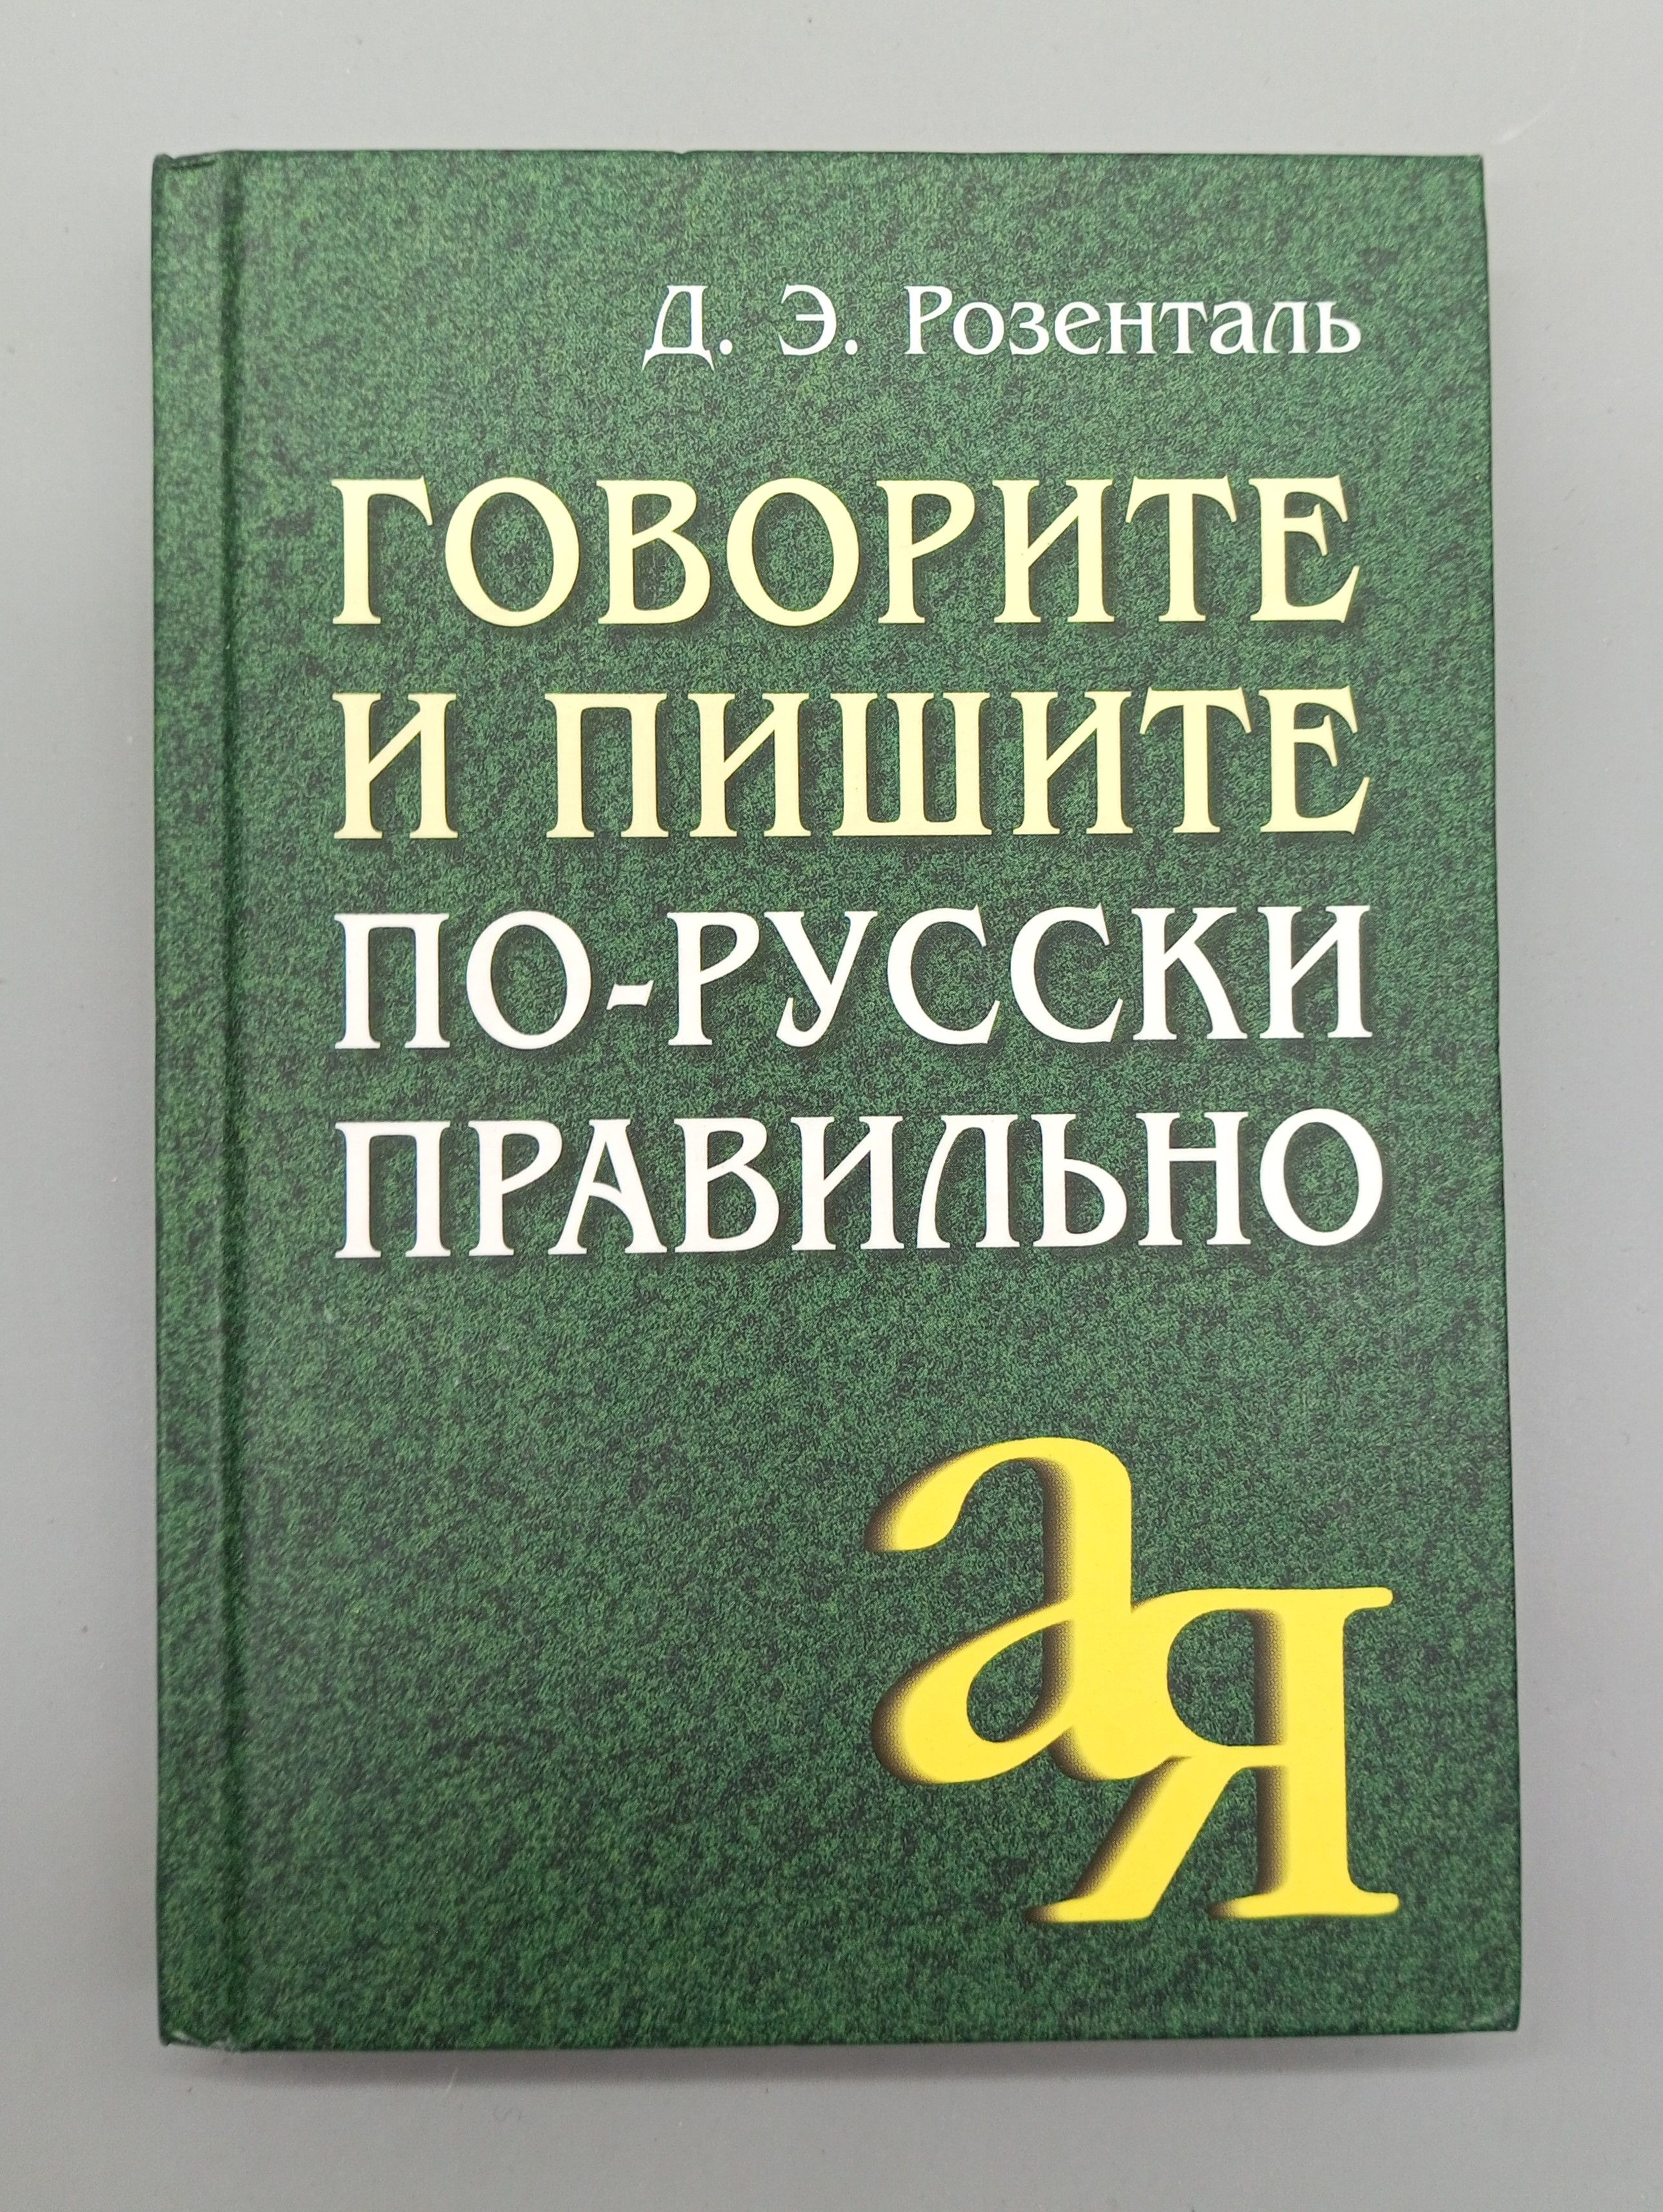 Д. Э. Розенталь
ГОВОРИТЕ
И ПИШИТЕ
ПО-РУССКИ
ПРАВИЛЬНО
а
Я